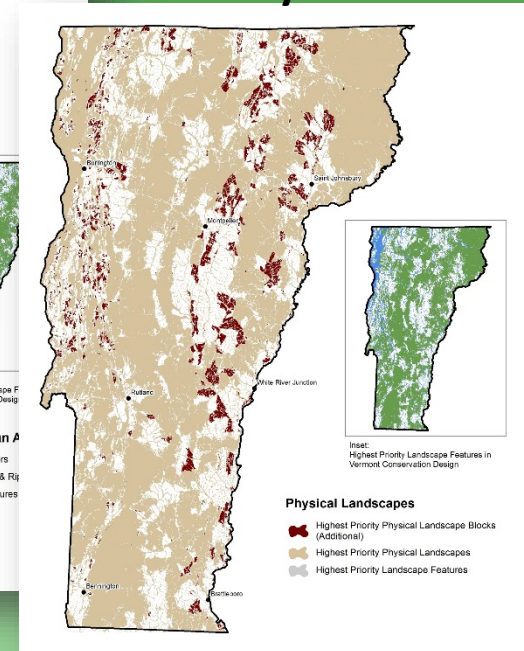 Burlington
Saint Johnsbury
Montpelier
White River Junction
Rutland
Bennington
Brattleboro
Inset:
Highest Priority Landscape Features in
Vermont Conservation Design
Physical Landscapes
Highest Priority Physical Landscape Blocks
(Additional)
Highest Priority Physical Landscapes
Highest Priority Landscape Features